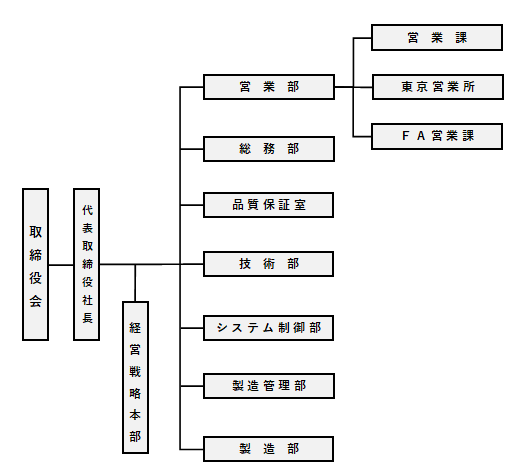 取締役会
代表取締役社長
経営戦略本部
営業部
総務部
品質保証室
技術部
システム制御部
製造管理部
製造部
営業課
東京営業所
ＦＡ営業課